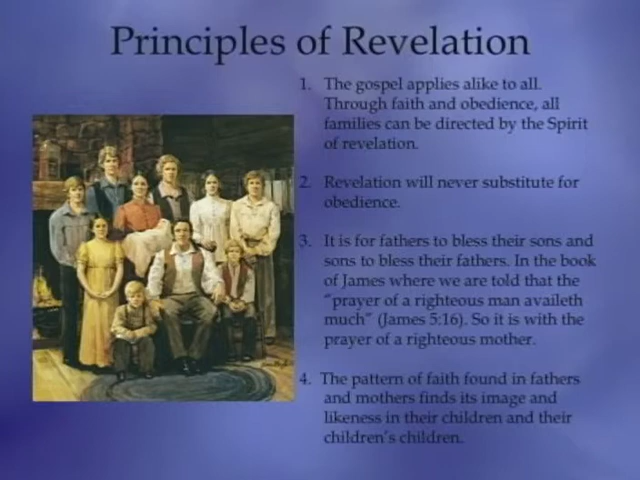 Principles of Revelation
1. The gospel applies alike to all.
Through faith and obedience, all
families can be directed by the Spirit
of revelation.
2. Revelation will never substitute for
obedience.
3. It is for fathers to bless their sons and
sons to bless their fathers. In the book
of James where we are told that the
"prayer of a righteous man availeth
much" (James 5:16). So it is with the
prayer of a righteous mother.
4. The pattern of faith found in fathers
and mothers finds its image and
likeness in their children and their
children's children.